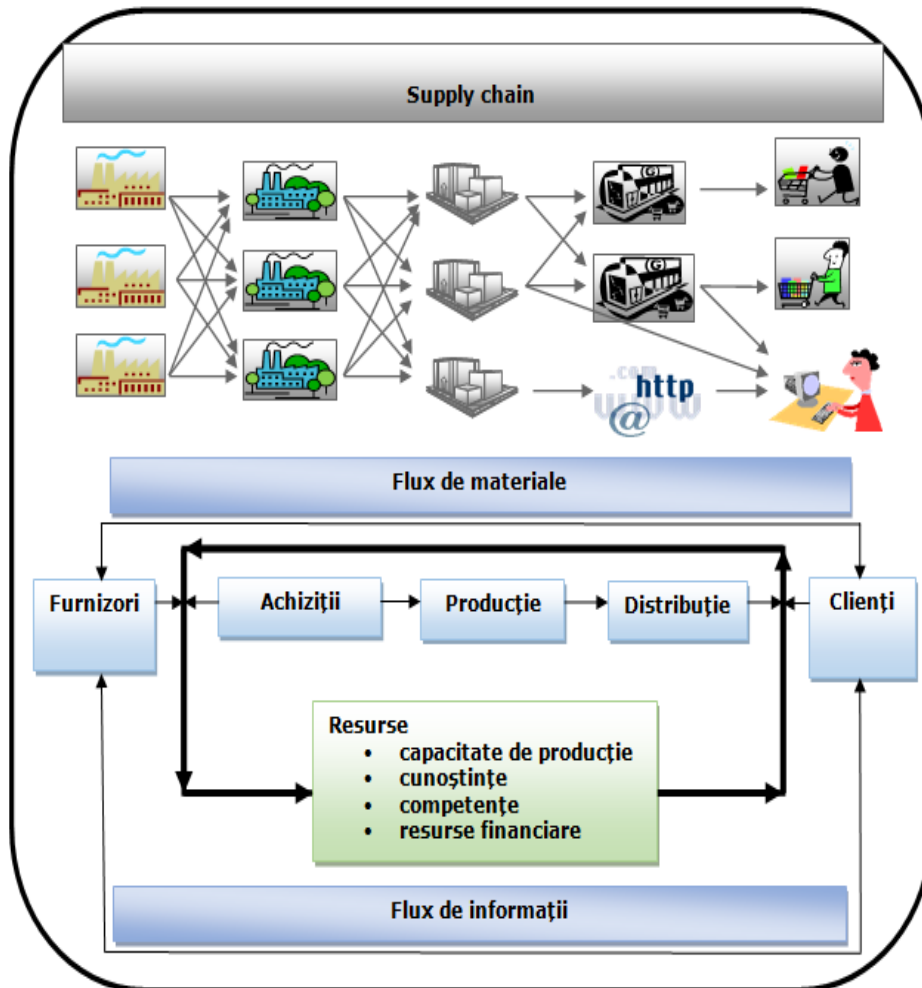 Supply chain
.com
http
www
@
Flux de materiale
Furnizori
Achiziții
Producție
Distribuție
Clienți
Resurse
• capacitate de producție
• cunoștințe
• competențe
• resurse financiare
Flux de informații